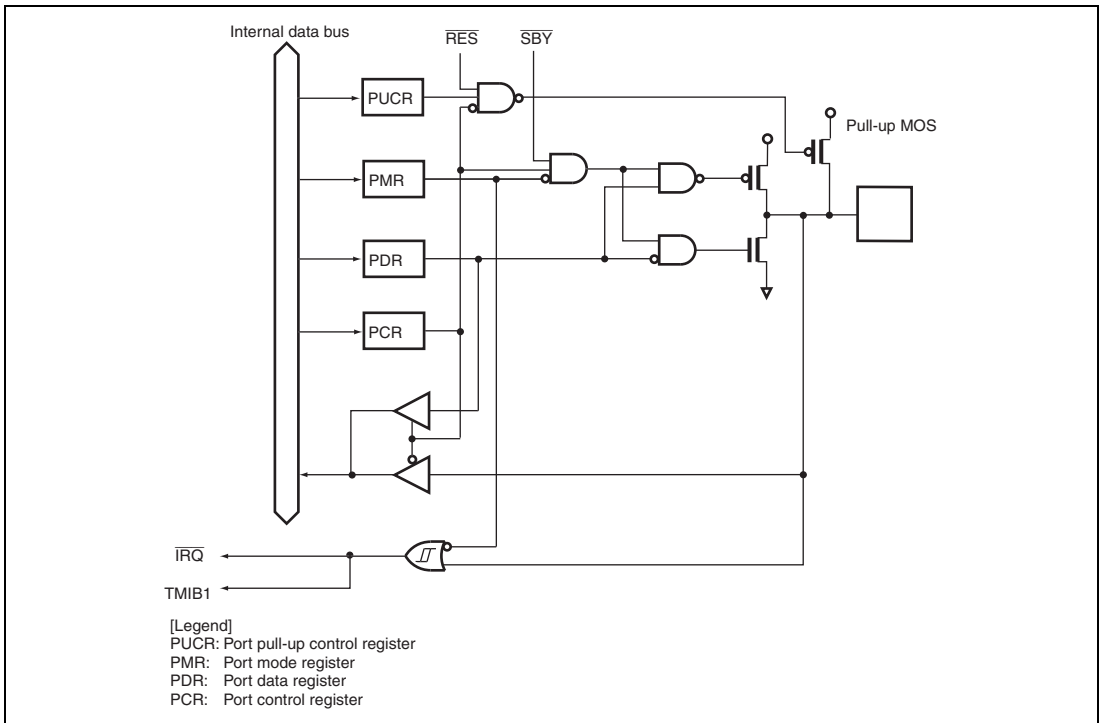 Internal data bus
RES
SBY
PUCR
Pull-up MOS
PMR
PDR
PCR
IRQ
TMIB1
[Legend]
PUCR: Port pull-up control register
PMR: Port mode register
PDR: Port data register
PCR: Port control register